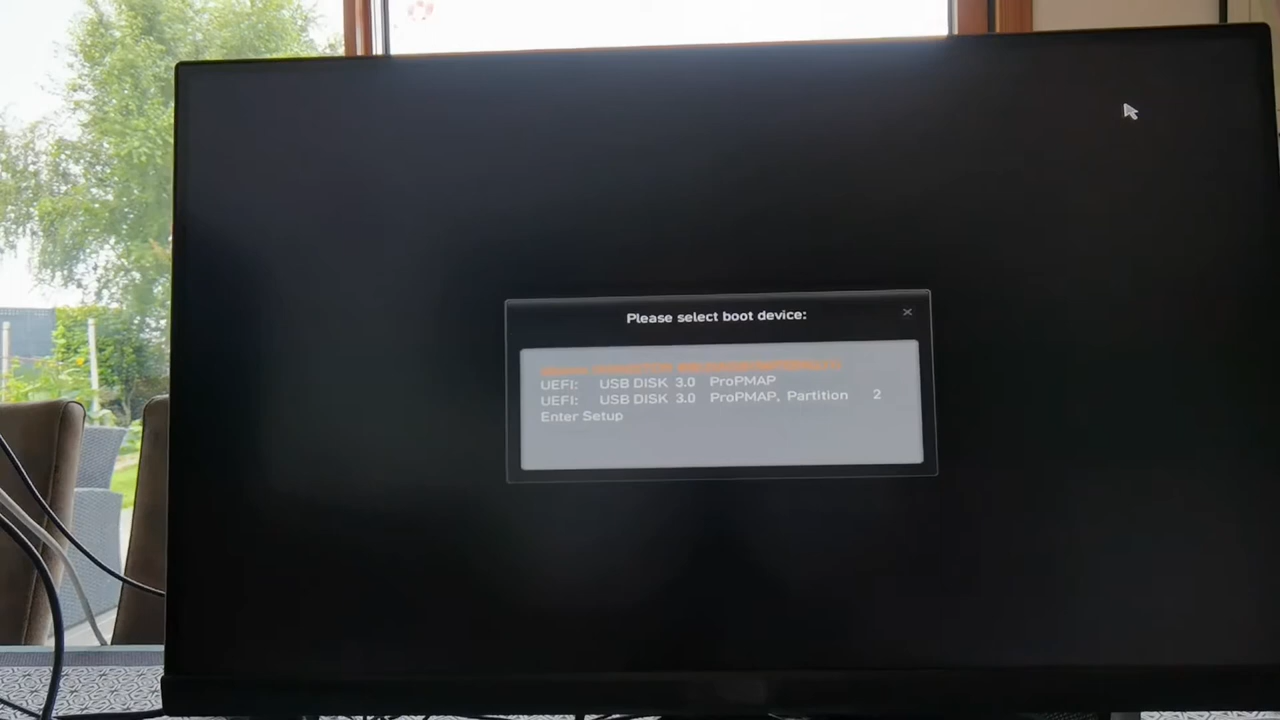 Please select boot device:
UEFI: USB DISK 3.0 ProPMAP
UEFI: USB DISK 3.0 ProPMAP, Partition 2
Enter Setup